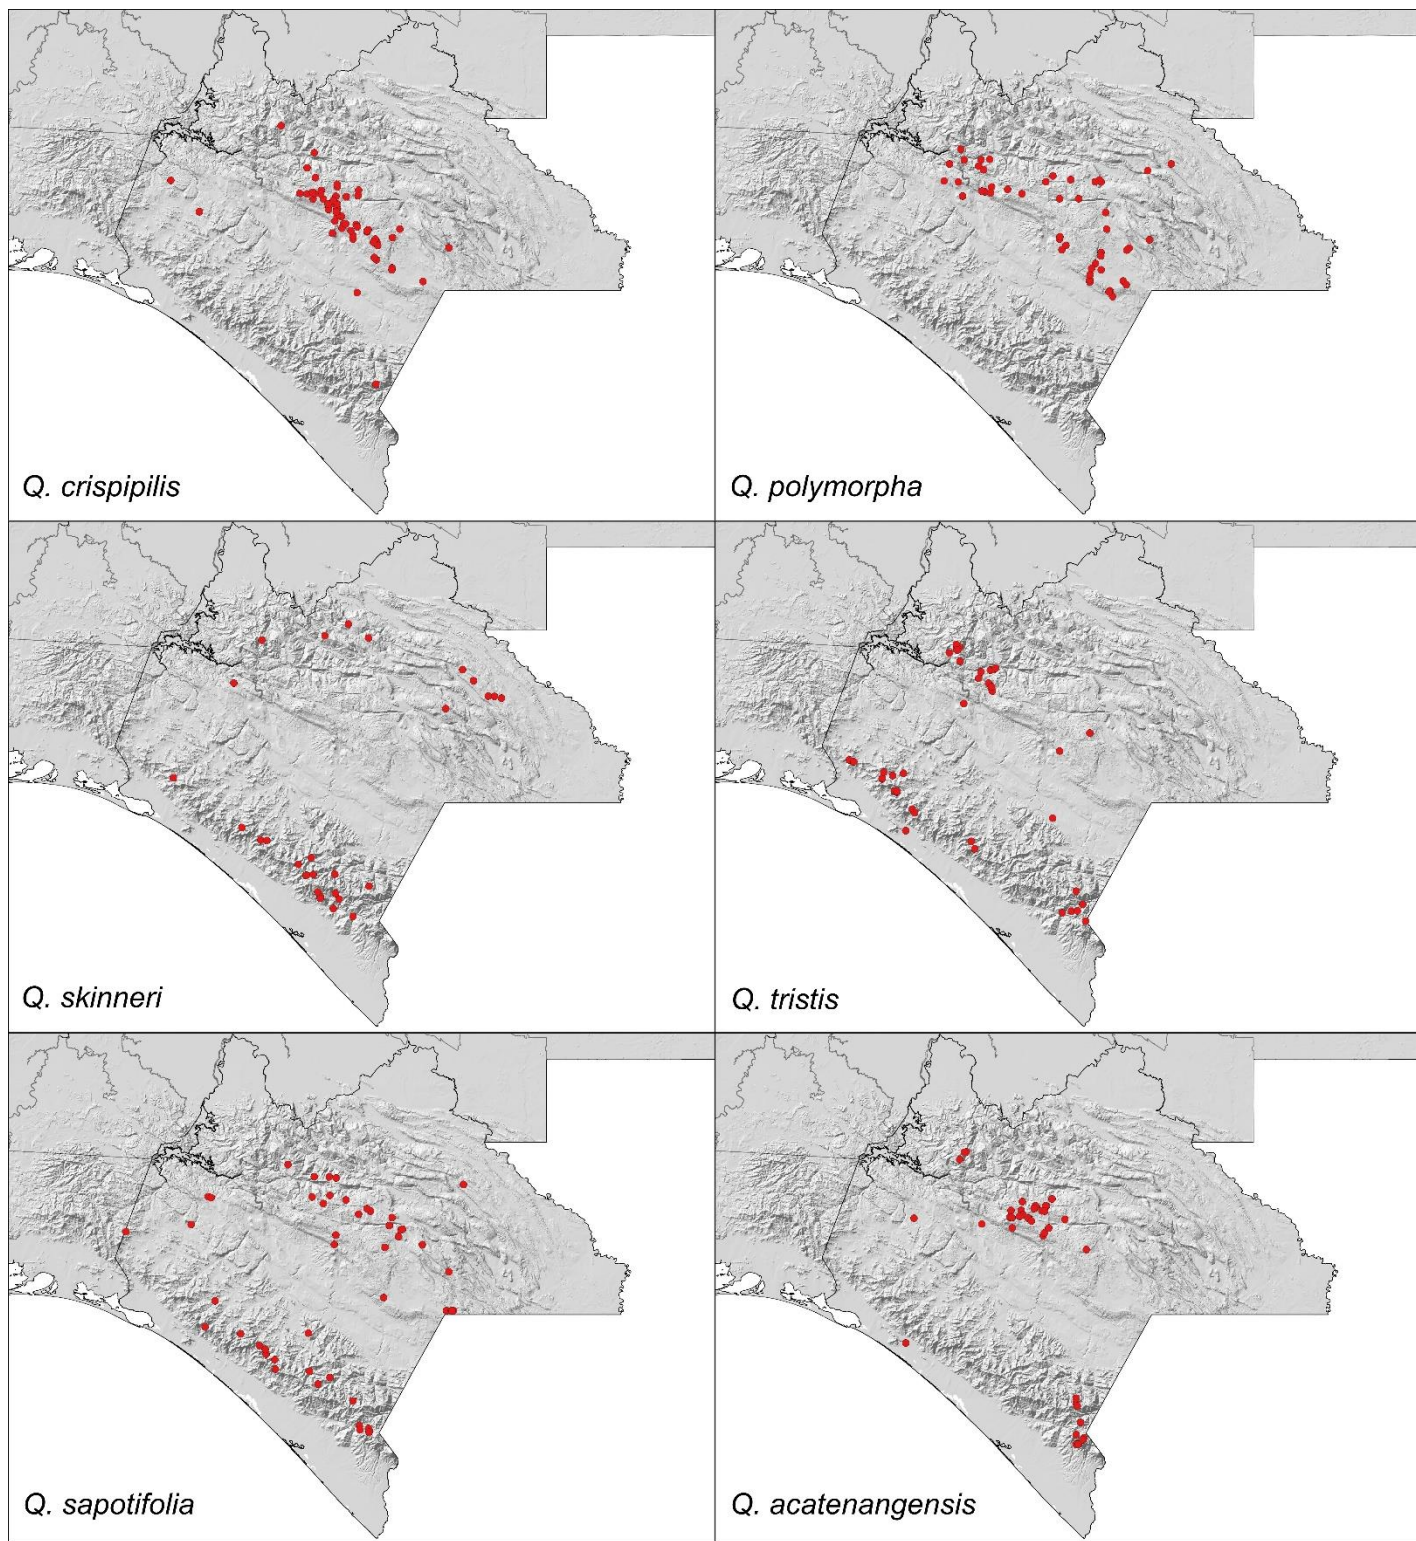 Q. crispipilis
Q. polymorpha
Q. skinneri
Q. tristis
Q. sapotifolia
Q. acatenangensis